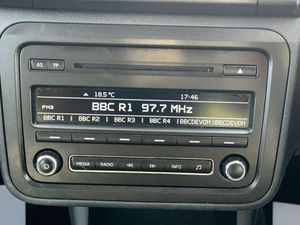 AS TP
18.5°C 17:46
FM3 BBC R1 97.7 MHz
BBC R1 BBC R2 BBC R3 BBC R4 BBCDEVON BBCDEVON
MEDIA RADIO INFO